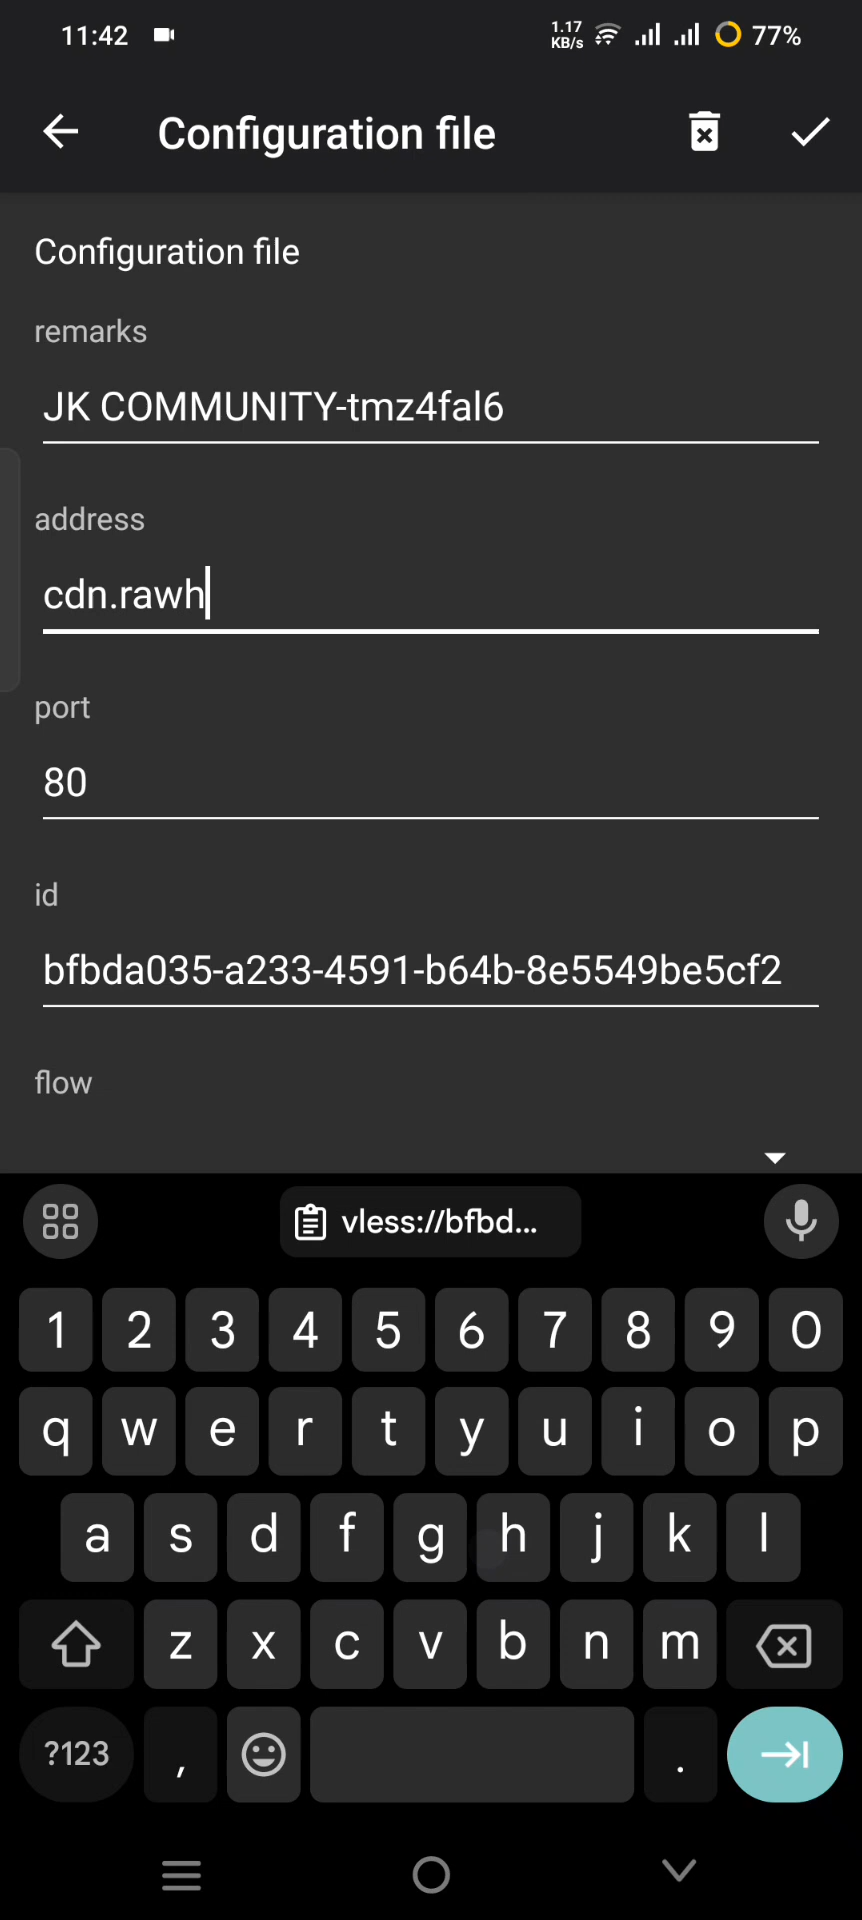 11:42 1.17 KB/s 77%
Configuration file
Configuration file
remarks
JK COMMUNITY-tmz4fal6
address
cdn.rawh
port
80
id
bfbda035-a233-4591-b64b-8e5549be5cf2
flow
vless://bfbd...
1 2 3 4 5 6 7 8 9 0
q w e r t y u i o p
a s d f g h j k l
z x c v b n m
?123 , .